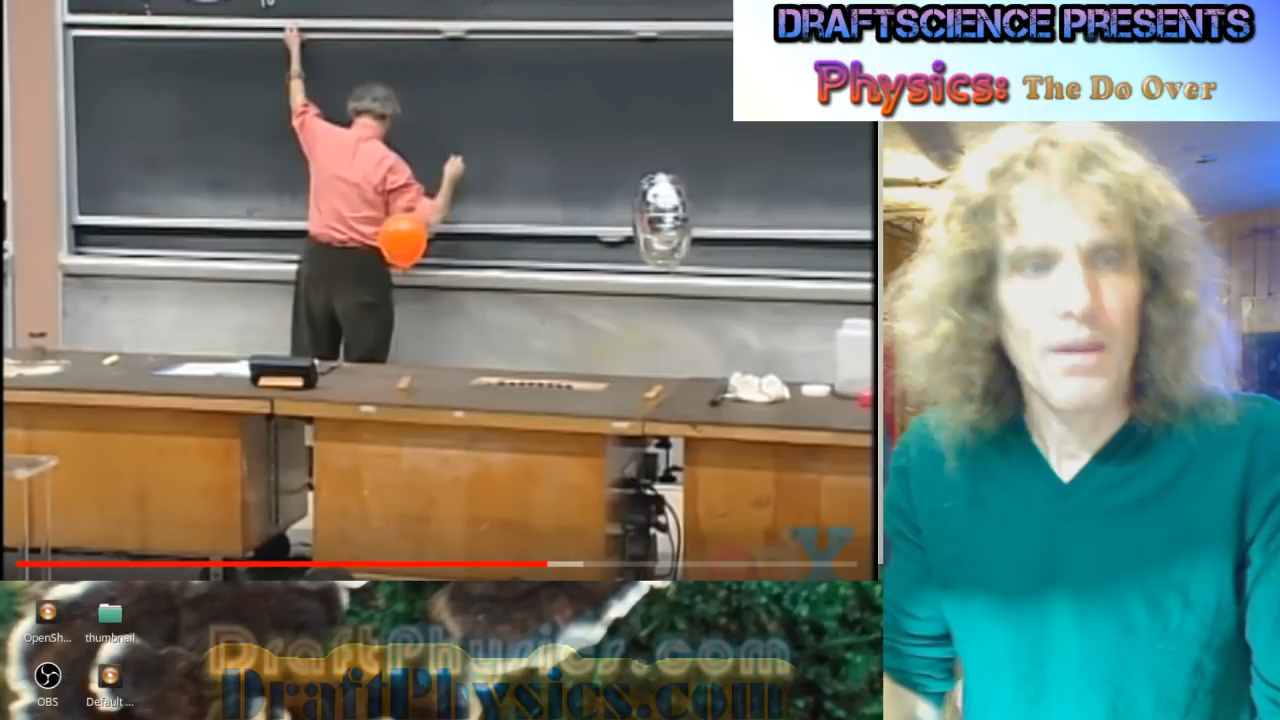 DRAFTSCIENCE PRESENTS
Physics: The Do Over
OpenSh... thumbnail
DraftPhysics.com
DraftPhysics.com
OBS Default ...